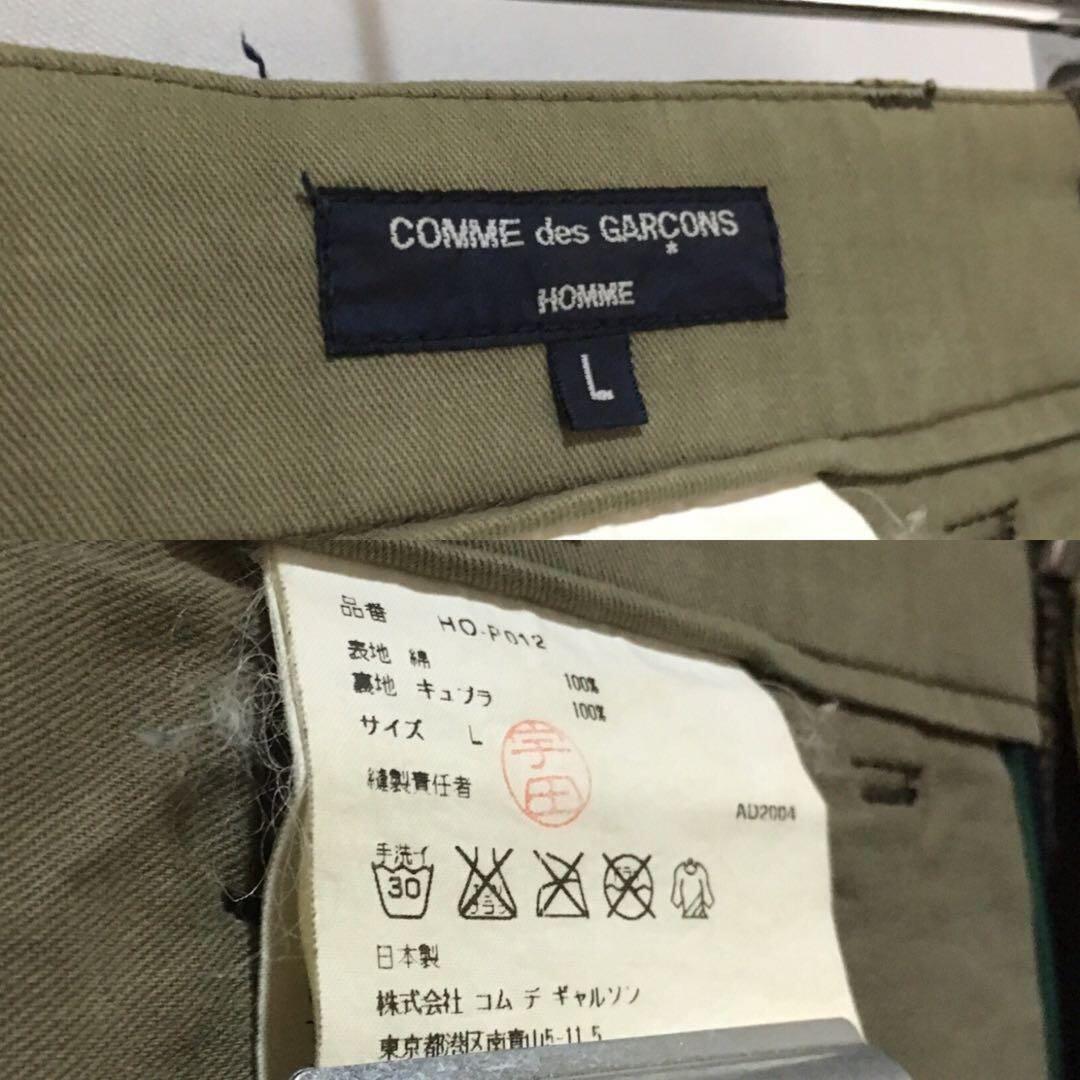 COMME des GARÇONS
*
HOMME
L
品番 HO-P012
表地 綿 100%
裏地 キュプラ 100%
サイズ L
縫製責任者
AD2004
手洗イ
30
日本製
株式会社 コム デ ギャルソン
東京都港区南青山5-11.5